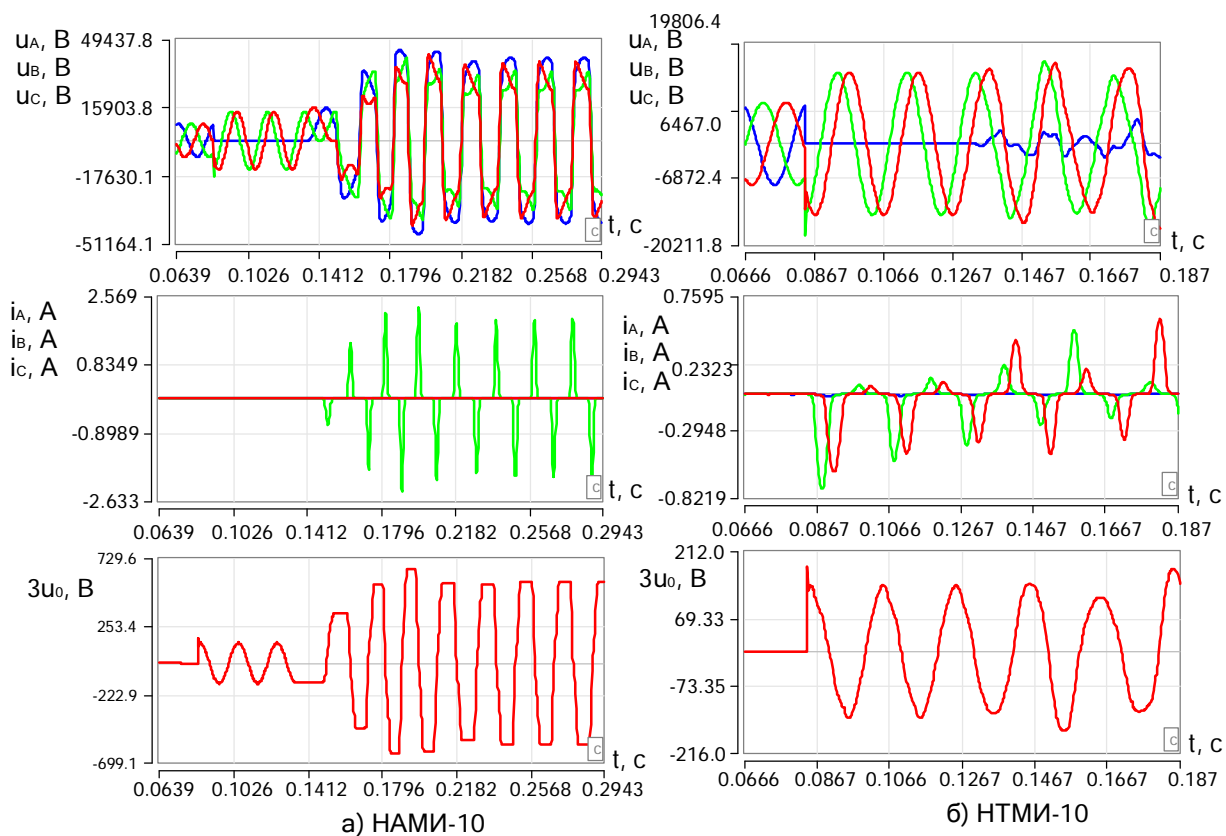 49437.8
uA, В
uB, В
uC, В
15903.8
-17630.1
-51164.1
c
t, c
0.0639 0.1026 0.1412 0.1796 0.2182 0.2568 0.2943
19806.4
uA, В
uB, В
uC, В
6467.0
-6872.4
-20211.8
c
t, c
0.0666 0.0867 0.1066 0.1267 0.1467 0.1667 0.187
2.569
iA, А
iB, А
iC, А
0.8349
-0.8989
-2.633
c
t, c
0.0639 0.1026 0.1412 0.1796 0.2182 0.2568 0.2943
0.7595
iA, А
iB, А
iC, А
0.2323
-0.2948
-0.8219
c
t, c
0.0666 0.0867 0.1066 0.1267 0.1467 0.1667 0.187
729.6
3u0, В
253.4
-222.9
-699.1
c
t, c
0.0639 0.1026 0.1412 0.1796 0.2182 0.2568 0.2943
а) НАМИ-10
212.0
3u0, В
69.33
-73.35
-216.0
c
t, c
0.0666 0.0867 0.1066 0.1267 0.1467 0.1667 0.187
б) НТМИ-10